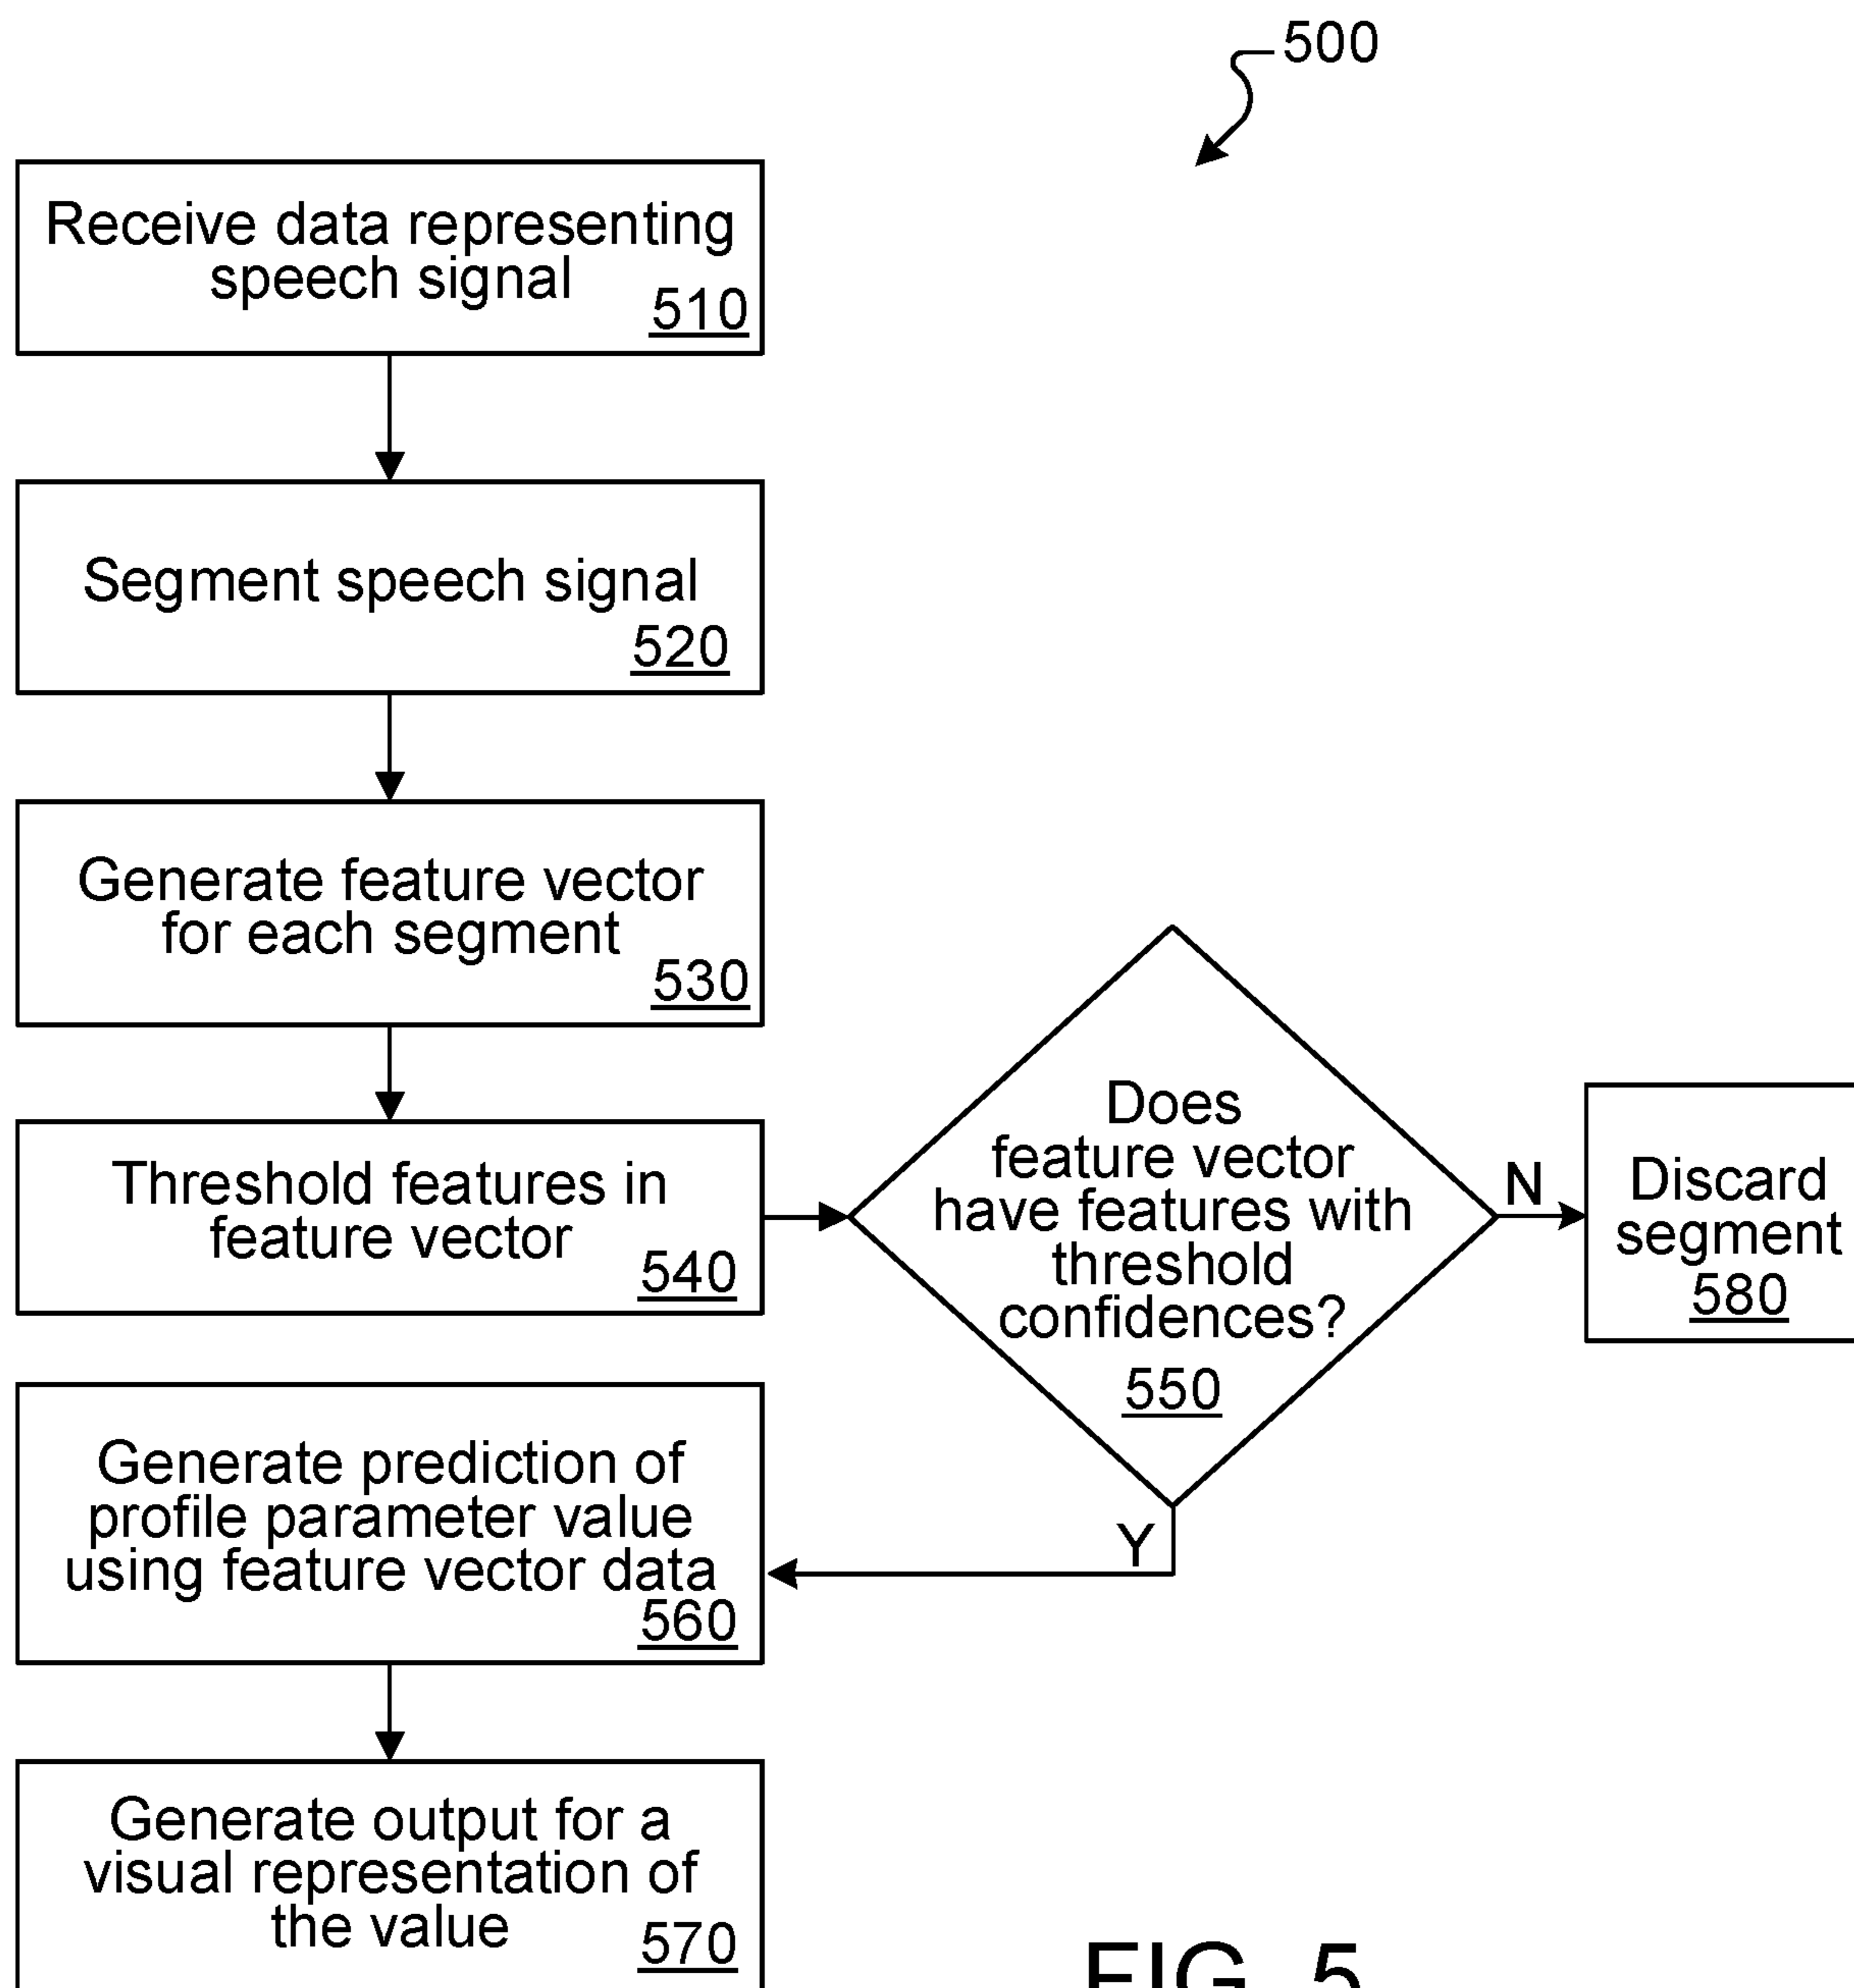 500
Receive data representing
speech signal
510
Segment speech signal
520
Generate feature vector
for each segment
530
Threshold features in
feature vector
540
Does
feature vector
have features with
threshold
confidences?
550
N
Discard
segment
580
Y
Generate prediction of
profile parameter value
using feature vector data
560
Generate output for a
visual representation of
the value
570
FIG. 5